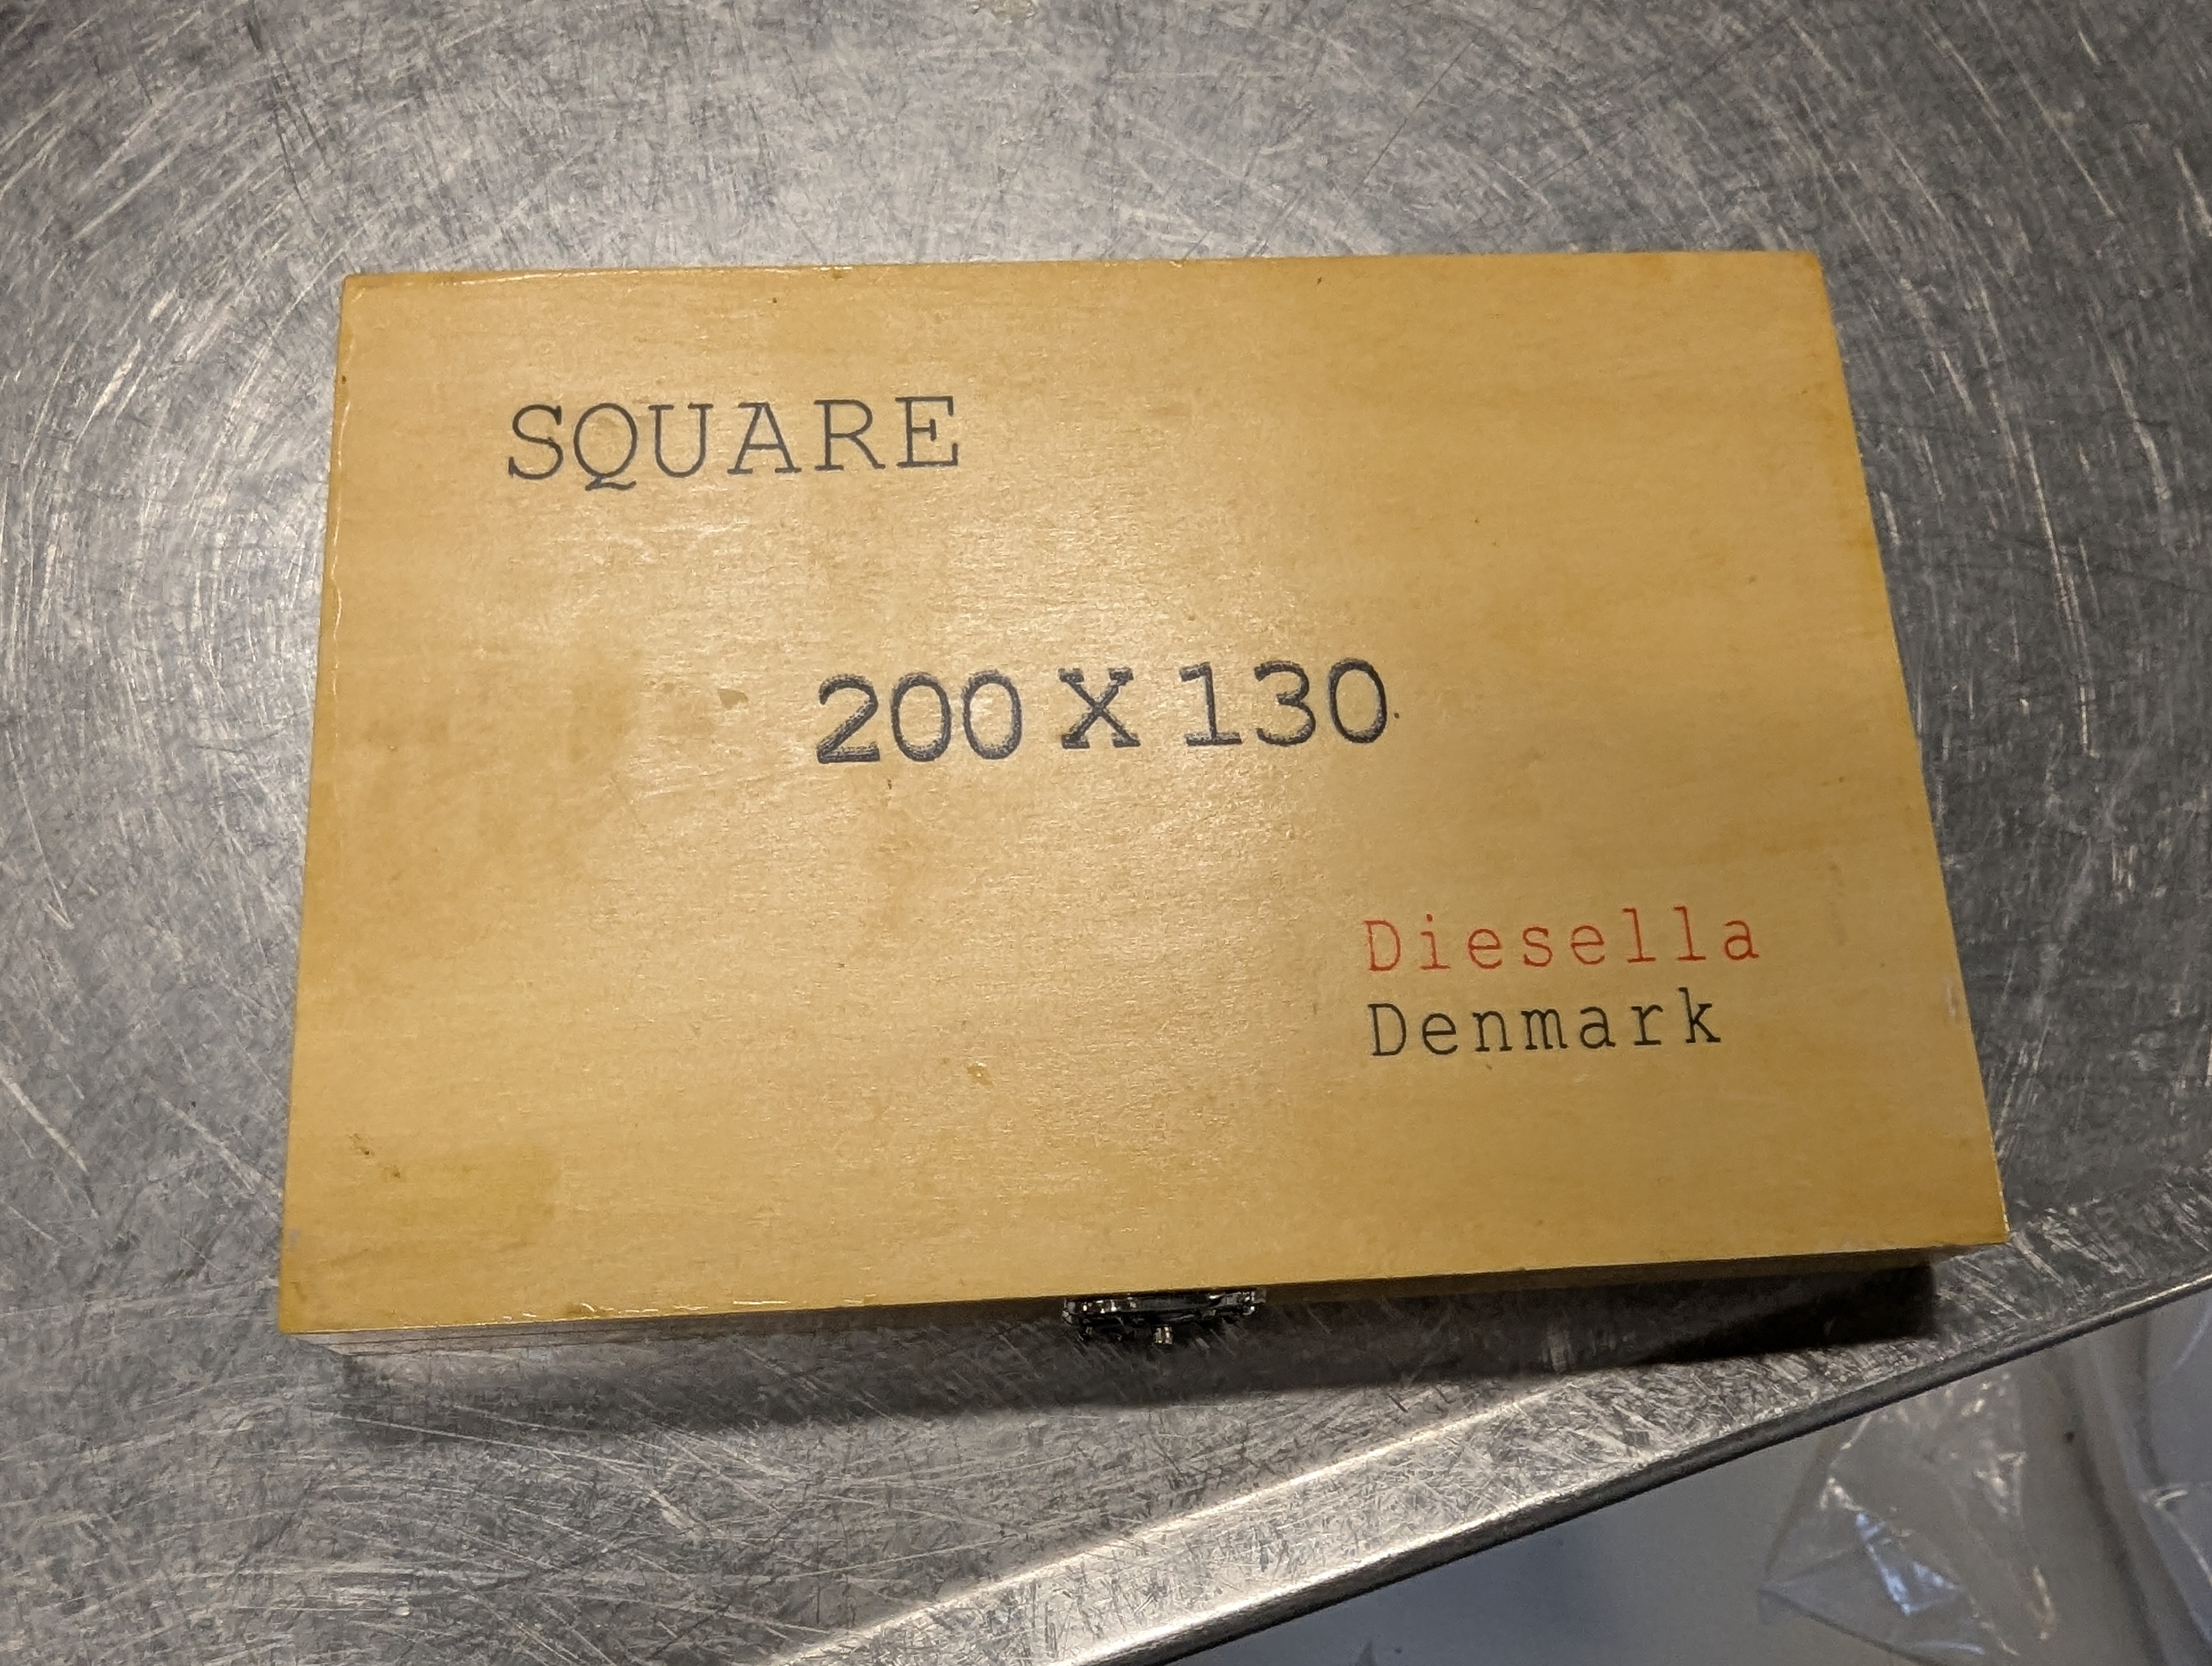 SQUARE
200 X 130
Diesella
Denmark